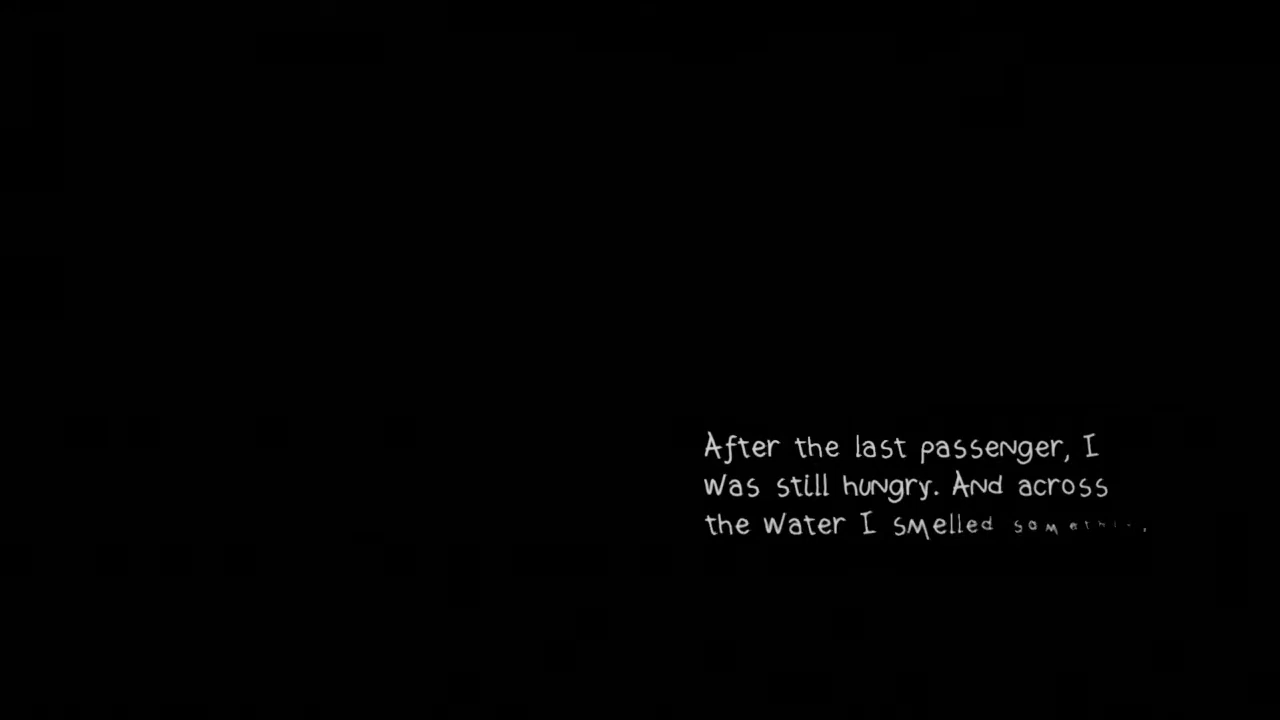 After the last passenger, I
was still hungry. And across
the water I smelled